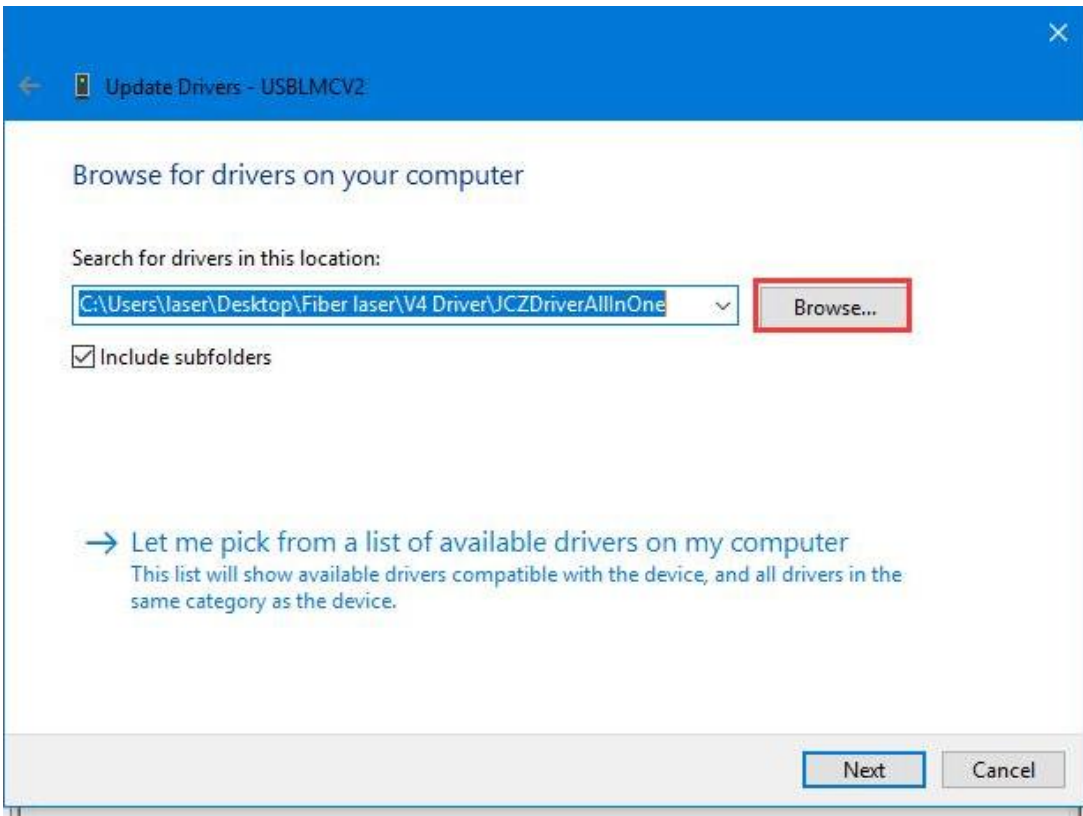 Update Drivers - USBLMCV2
Browse for drivers on your computer
Search for drivers in this location:
C:\Users\laser\Desktop\Fiber laser\V4 Driver\JCZDriverAllInOne
Browse...
Include subfolders
Let me pick from a list of available drivers on my computer
This list will show available drivers compatible with the device, and all drivers in the
same category as the device.
Next
Cancel